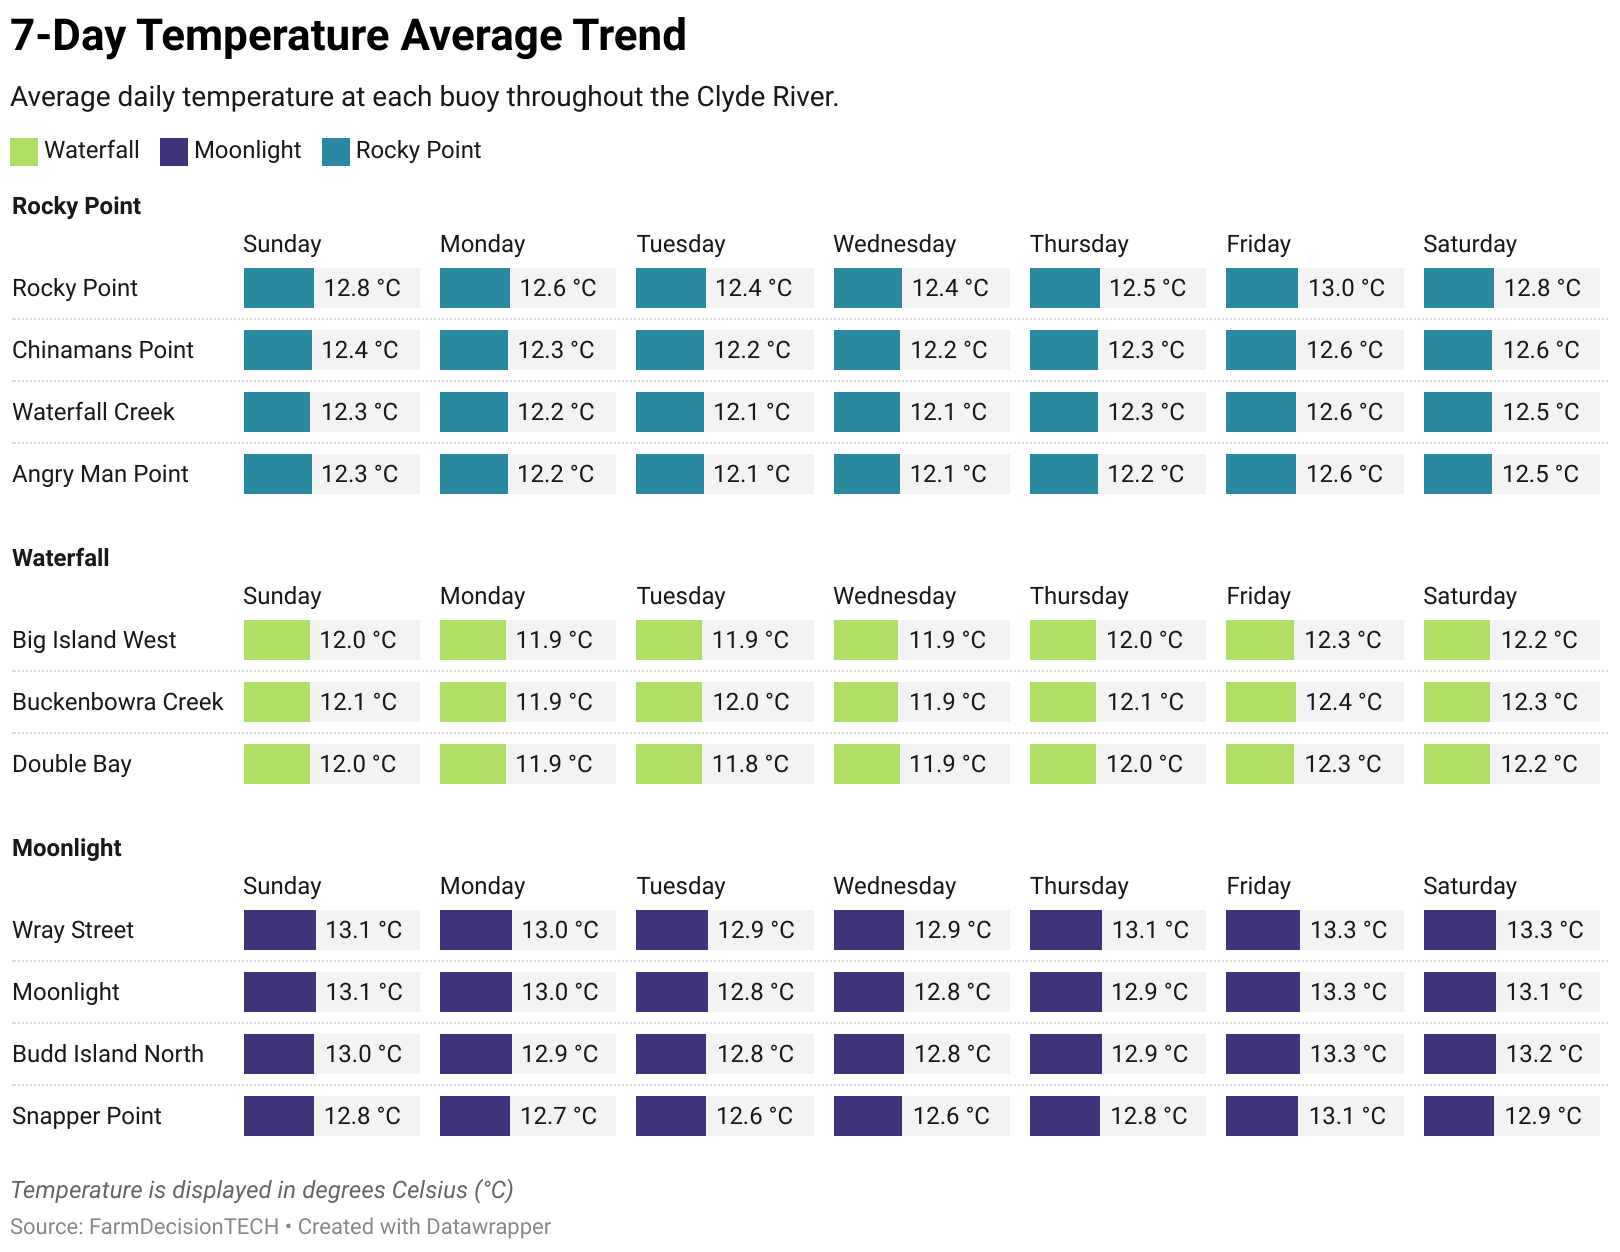 7-Day Temperature Average Trend
Average daily temperature at each buoy throughout the Clyde River.
Waterfall Moonlight Rocky Point
Rocky Point
Sunday Monday Tuesday Wednesday Thursday Friday Saturday
Rocky Point 12.8 °C 12.6 °C 12.4 °C 12.4 °C 12.5 °C 13.0 °C 12.8 °C
Chinamans Point 12.4 °C 12.3 °C 12.2 °C 12.2 °C 12.3 °C 12.6 °C 12.6 °C
Waterfall Creek 12.3 °C 12.2 °C 12.1 °C 12.1 °C 12.3 °C 12.6 °C 12.5 °C
Angry Man Point 12.3 °C 12.2 °C 12.1 °C 12.1 °C 12.2 °C 12.6 °C 12.5 °C
Waterfall
Sunday Monday Tuesday Wednesday Thursday Friday Saturday
Big Island West 12.0 °C 11.9 °C 11.9 °C 11.9 °C 12.0 °C 12.3 °C 12.2 °C
Buckenbowra Creek 12.1 °C 11.9 °C 12.0 °C 11.9 °C 12.1 °C 12.4 °C 12.3 °C
Double Bay 12.0 °C 11.9 °C 11.8 °C 11.9 °C 12.0 °C 12.3 °C 12.2 °C
Moonlight
Sunday Monday Tuesday Wednesday Thursday Friday Saturday
Wray Street 13.1 °C 13.0 °C 12.9 °C 12.9 °C 13.1 °C 13.3 °C 13.3 °C
Moonlight 13.1 °C 13.0 °C 12.8 °C 12.8 °C 12.9 °C 13.3 °C 13.1 °C
Budd Island North 13.0 °C 12.9 °C 12.8 °C 12.8 °C 12.9 °C 13.3 °C 13.2 °C
Snapper Point 12.8 °C 12.7 °C 12.6 °C 12.6 °C 12.8 °C 13.1 °C 12.9 °C
Temperature is displayed in degrees Celsius (°C)
Source: FarmDecisionTECH • Created with Datawrapper